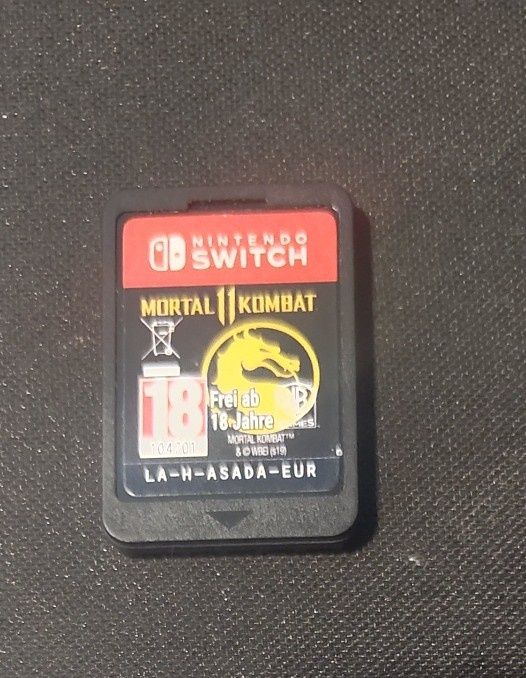 NINTENDO
SWITCH
MORTAL 11 KOMBAT
18
Frei ab
18 Jahre
MORTAL KOMBAT™
& © WBEI (s19)
LA-H-ASADA-EUR